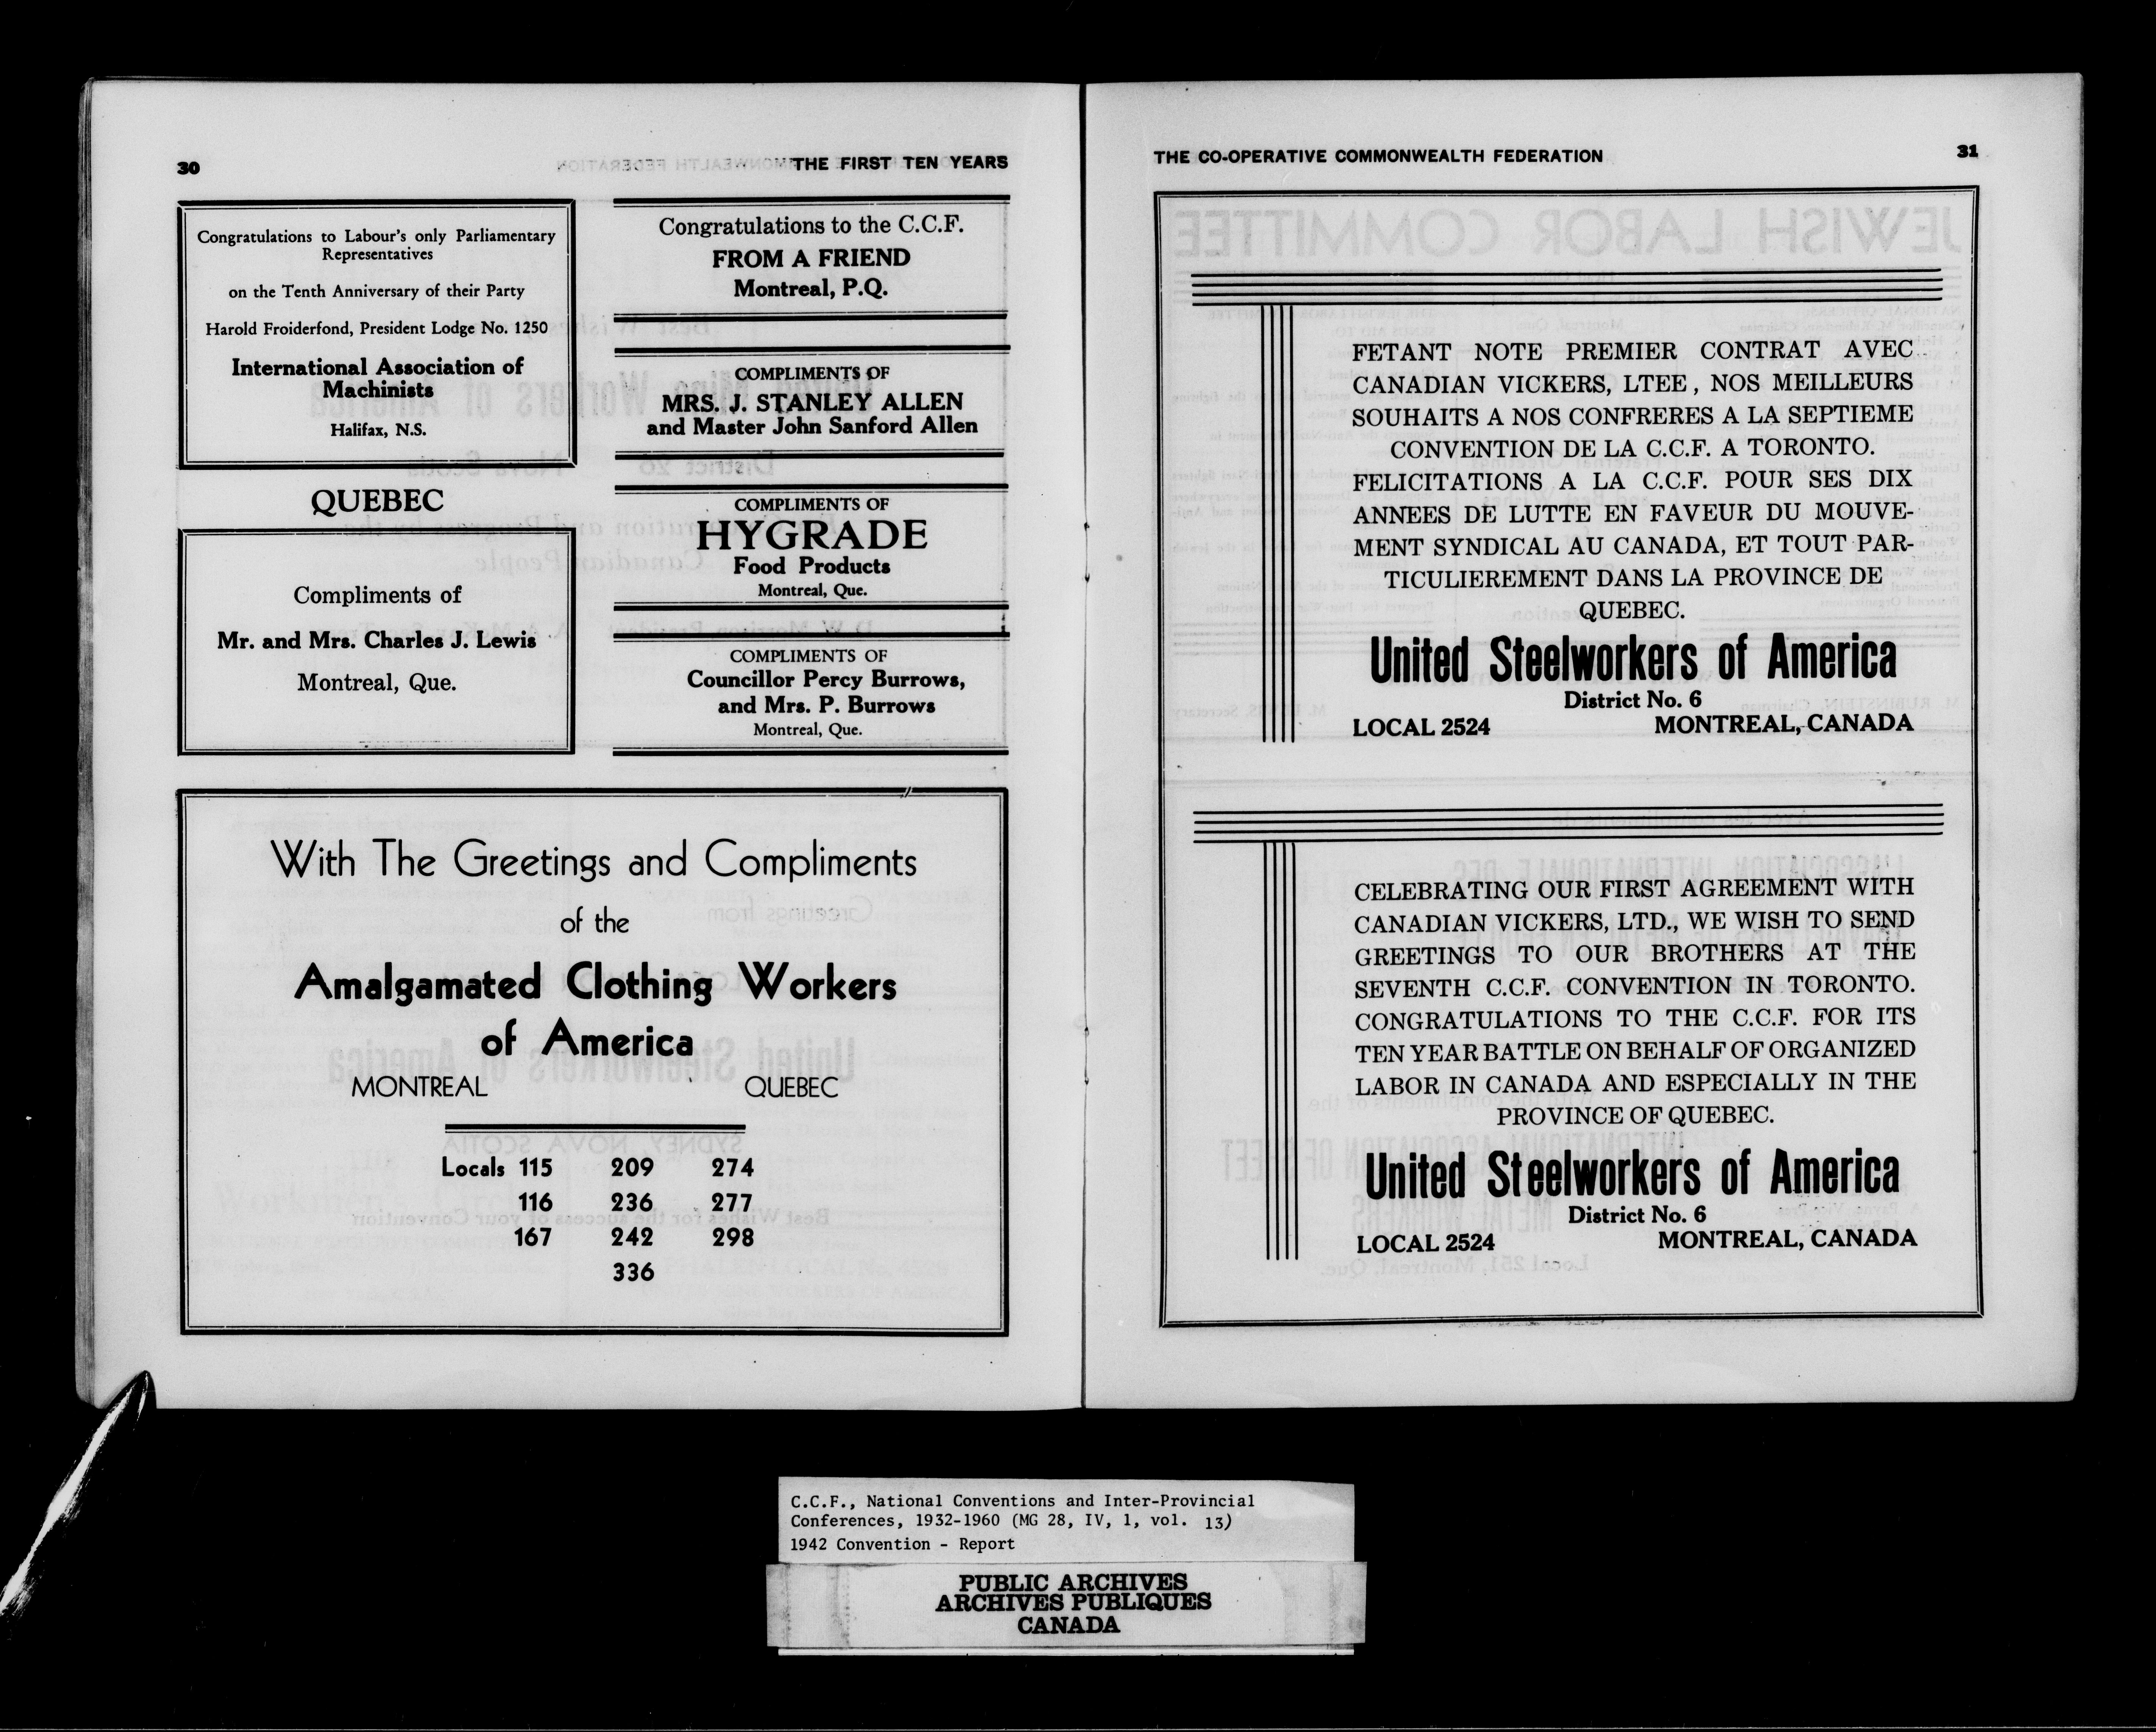 30
THE FIRST TEN YEARS
Congratulations to Labour's only Parliamentary
Representatives
on the Tenth Anniversary of their Party
Harold Froiderfond, President Lodge No. 1250
International Association of
Machinists
Halifax, N.S.
QUEBEC
Compliments of
Mr. and Mrs. Charles J. Lewis
Montreal, Que.
Congratulations to the C.C.F.
FROM A FRIEND
Montreal, P.Q.
COMPLIMENTS OF
MRS. J. STANLEY ALLEN
and Master John Sanford Allen
COMPLIMENTS OF
HYGRADE
Food Products
Montreal, Que.
COMPLIMENTS OF
Councillor Percy Burrows,
and Mrs. P. Burrows
Montreal, Que.
With The Greetings and Compliments
of the
Amalgamated Clothing Workers
of America
MONTREAL QUEBEC
Locals 115 209 274
116 236 277
167 242 298
336
THE CO-OPERATIVE COMMONWEALTH FEDERATION
31
FETANT NOTE PREMIER CONTRAT AVEC
CANADIAN VICKERS, LTEE, NOS MEILLEURS
SOUHAITS A NOS CONFRERES A LA SEPTIEME
CONVENTION DE LA C.C.F. A TORONTO.
FELICITATIONS A LA C.C.F. POUR SES DIX
ANNEES DE LUTTE EN FAVEUR DU MOUVE-
MENT SYNDICAL AU CANADA, ET TOUT PAR-
TICULIEREMENT DANS LA PROVINCE DE
QUEBEC.
United Steelworkers of America
District No. 6
LOCAL 2524 MONTREAL, CANADA
CELEBRATING OUR FIRST AGREEMENT WITH
CANADIAN VICKERS, LTD., WE WISH TO SEND
GREETINGS TO OUR BROTHERS AT THE
SEVENTH C.C.F. CONVENTION IN TORONTO.
CONGRATULATIONS TO THE C.C.F. FOR ITS
TEN YEAR BATTLE ON BEHALF OF ORGANIZED
LABOR IN CANADA AND ESPECIALLY IN THE
PROVINCE OF QUEBEC.
United Steelworkers of America
District No. 6
LOCAL 2524 MONTREAL, CANADA
C.C.F., National Conventions and Inter-Provincial
Conferences, 1932-1960 (MG 28, IV, 1, vol. 13)
1942 Convention - Report
PUBLIC ARCHIVES
ARCHIVES PUBLIQUES
CANADA